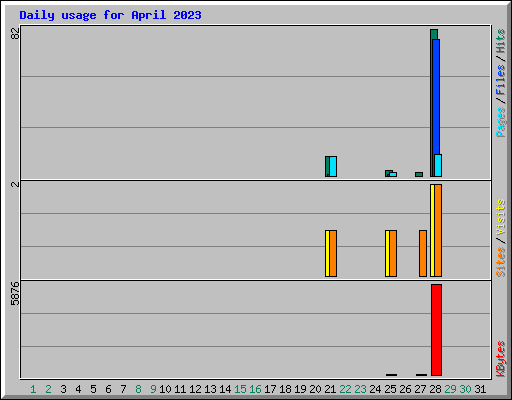 Daily usage for April 2023
82
2
5876
Pages / Files / Hits
Sites / Visits
KBytes
1 2 3 4 5 6 7 8 9 10 11 12 13 14 15 16 17 18 19 20 21 22 23 24 25 26 27 28 29 30 31